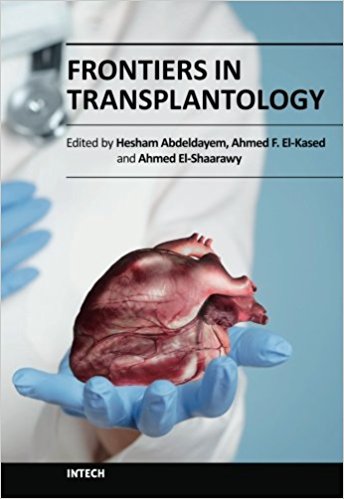 FRONTIERS IN
TRANSPLANTOLOGY
Edited by Hesham Abdeldayem, Ahmed F. El-Kased
and Ahmed El-Shaarawy
INTECH